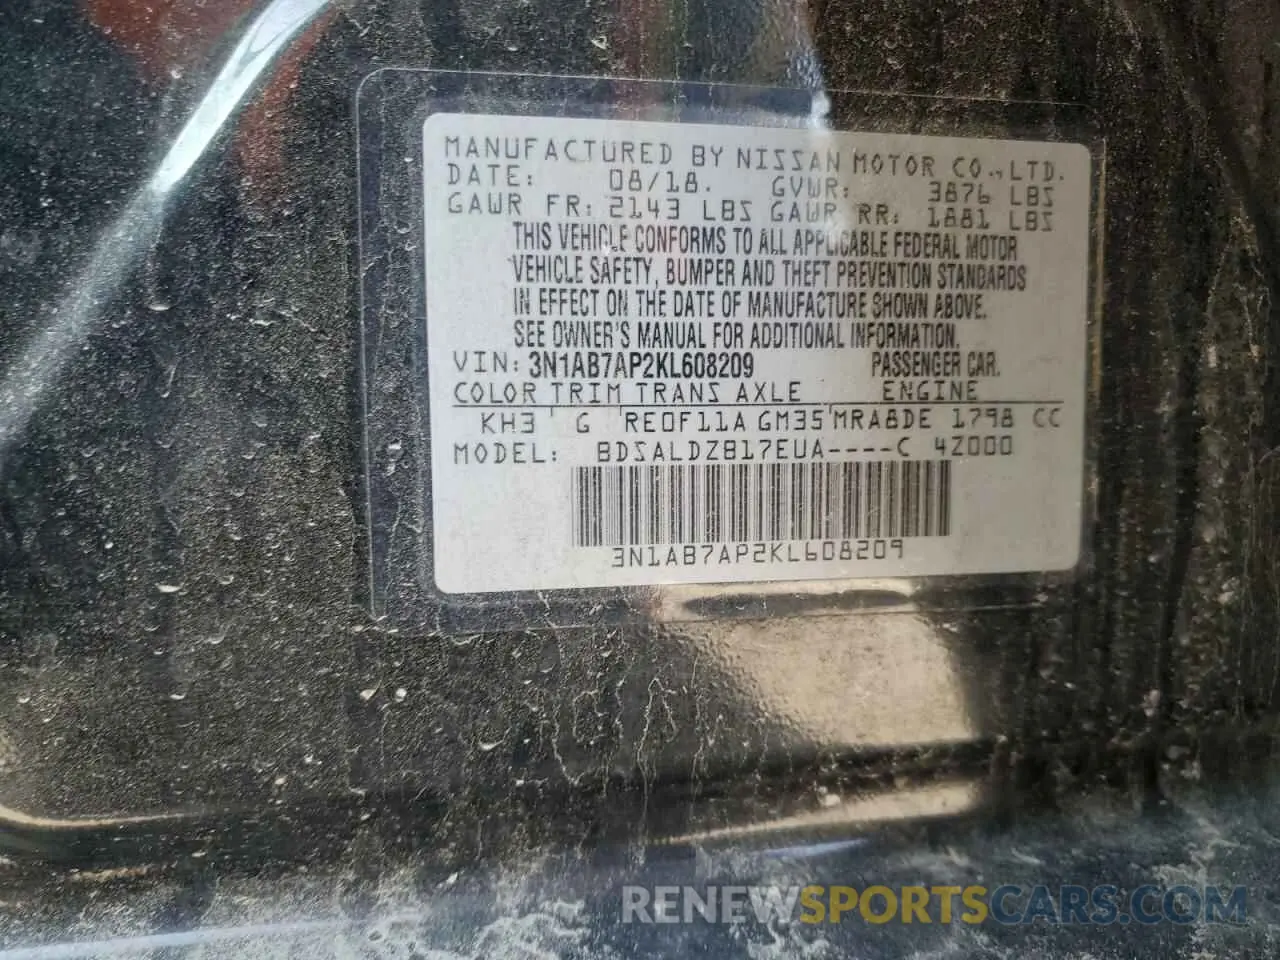 MANUFACTURED BY NISSAN MOTOR CO.,LTD.
DATE: 08/18. GVWR: 3876 LBS
GAWR FR: 2143 LBS GAWR RR: 1881 LBS
THIS VEHICLE CONFORMS TO ALL APPLICABLE FEDERAL MOTOR
VEHICLE SAFETY, BUMPER AND THEFT PREVENTION STANDARDS
IN EFFECT ON THE DATE OF MANUFACTURE SHOWN ABOVE.
SEE OWNER'S MANUAL FOR ADDITIONAL INFORMATION.
VIN: 3N1AB7AP2KL608209 PASSENGER CAR.
COLOR TRIM TRANS AXLE ENGINE
KH3 G RE0F11A GM35 MRA8DE 1798 CC
MODEL: BDSALDZB17EUA----C 4Z000
3N1AB7AP2KL608209
RENEWSPORTSCARS.COM